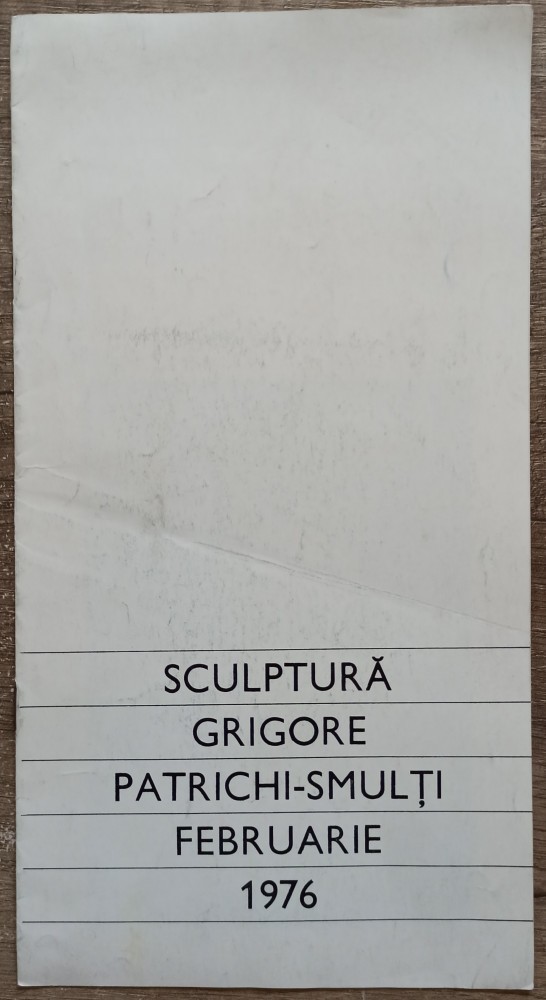 SCULPTURĂ
GRIGORE
PATRICHI-SMULȚI
FEBRUARIE
1976